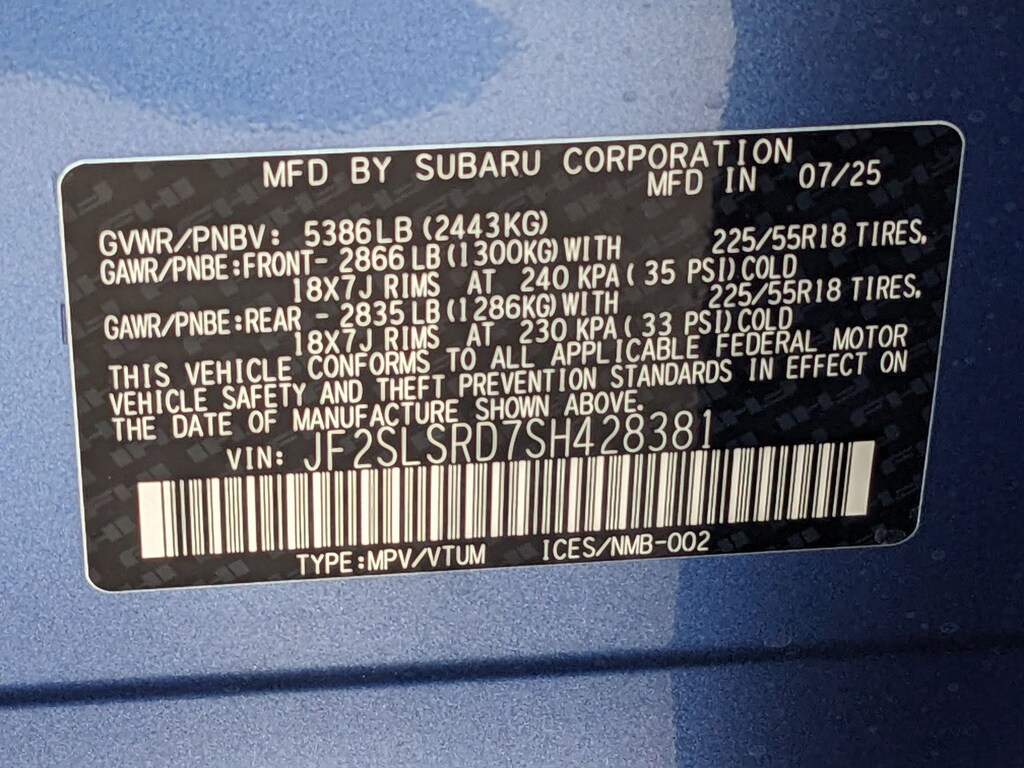 MFD BY SUBARU CORPORATION
MFD IN 07/25
GVWR/PNBV: 5386LB (2443KG)
GAWR/PNBE:FRONT- 2866 LB (1300KG) WITH 225/55R18 TIRES,
18X7J RIMS AT 240 KPA ( 35 PSI) COLD
GAWR/PNBE:REAR - 2835 LB (1286KG) WITH 225/55R18 TIRES,
18X7J RIMS AT 230 KPA ( 33 PSI) COLD
THIS VEHICLE CONFORMS TO ALL APPLICABLE FEDERAL MOTOR
VEHICLE SAFETY AND THEFT PREVENTION STANDARDS IN EFFECT ON
THE DATE OF MANUFACTURE SHOWN ABOVE.
VIN: JF2SLSRD7SH428381
TYPE:MPV/VTUM ICES/NMB-002